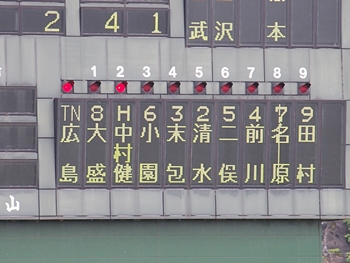 2 4 1 武 沢 本
1 2 3 4 5 6 7 8 9
TN 8 H 6 3 2 5 4 7 9
広島 大盛 中村健 小園 末包 清水 二俣 前川 名原 田村
山